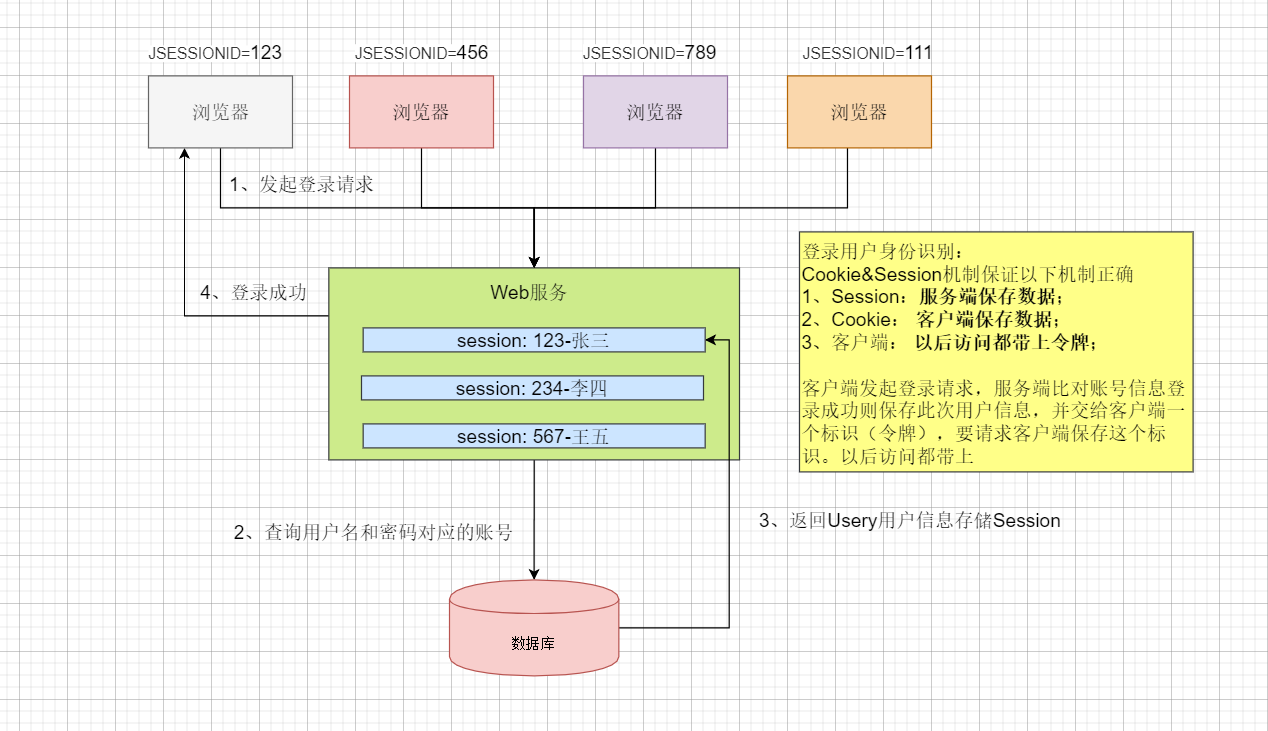 JSESSIONID=123
JSESSIONID=456
JSESSIONID=789
JSESSIONID=111
浏览器
浏览器
浏览器
浏览器
1、发起登录请求
4、登录成功
Web服务
session: 123-张三
session: 234-李四
session: 567-王五
登录用户身份识别：
Cookie&Session机制保证以下机制正确
1、Session：服务端保存数据；
2、Cookie： 客户端保存数据；
3、客户端： 以后访问都带上令牌；
客户端发起登录请求，服务端比对账号信息登
录成功则保存此次用户信息，并交给客户端一
个标识（令牌），要请求客户端保存这个标
识。以后访问都带上
2、查询用户名和密码对应的账号
3、返回Usery用户信息存储Session
数据库